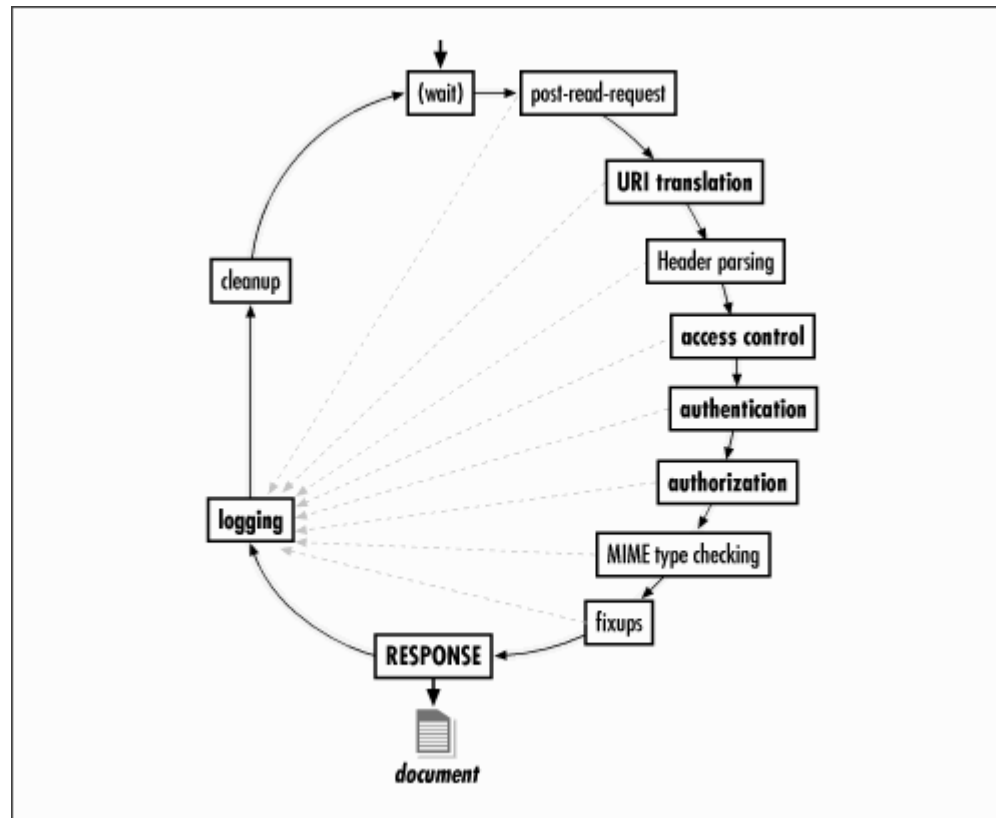 (wait)
post-read-request
URI translation
Header parsing
access control
authentication
authorization
MIME type checking
fixups
RESPONSE
document
logging
cleanup